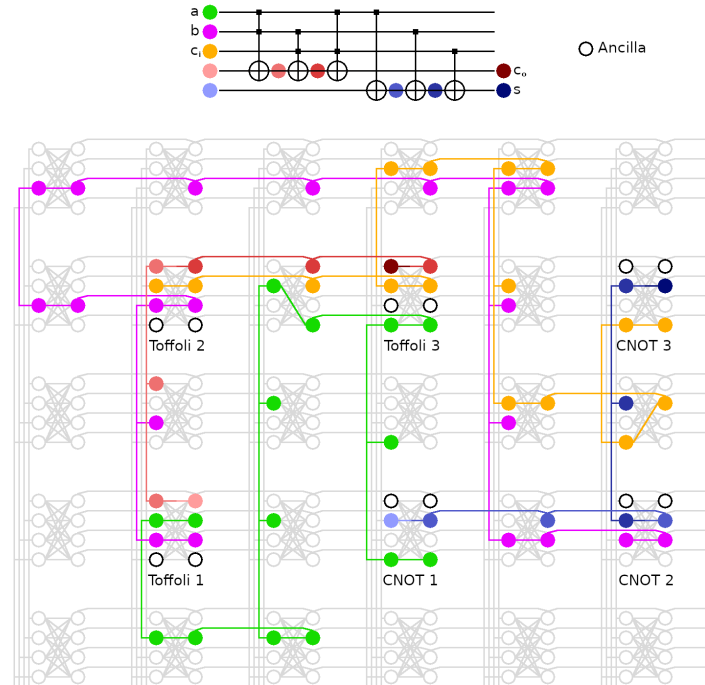 a
b
cᵢ
cₒ
s
Ancilla
Toffoli 2
Toffoli 3
CNOT 3
Toffoli 1
CNOT 1
CNOT 2